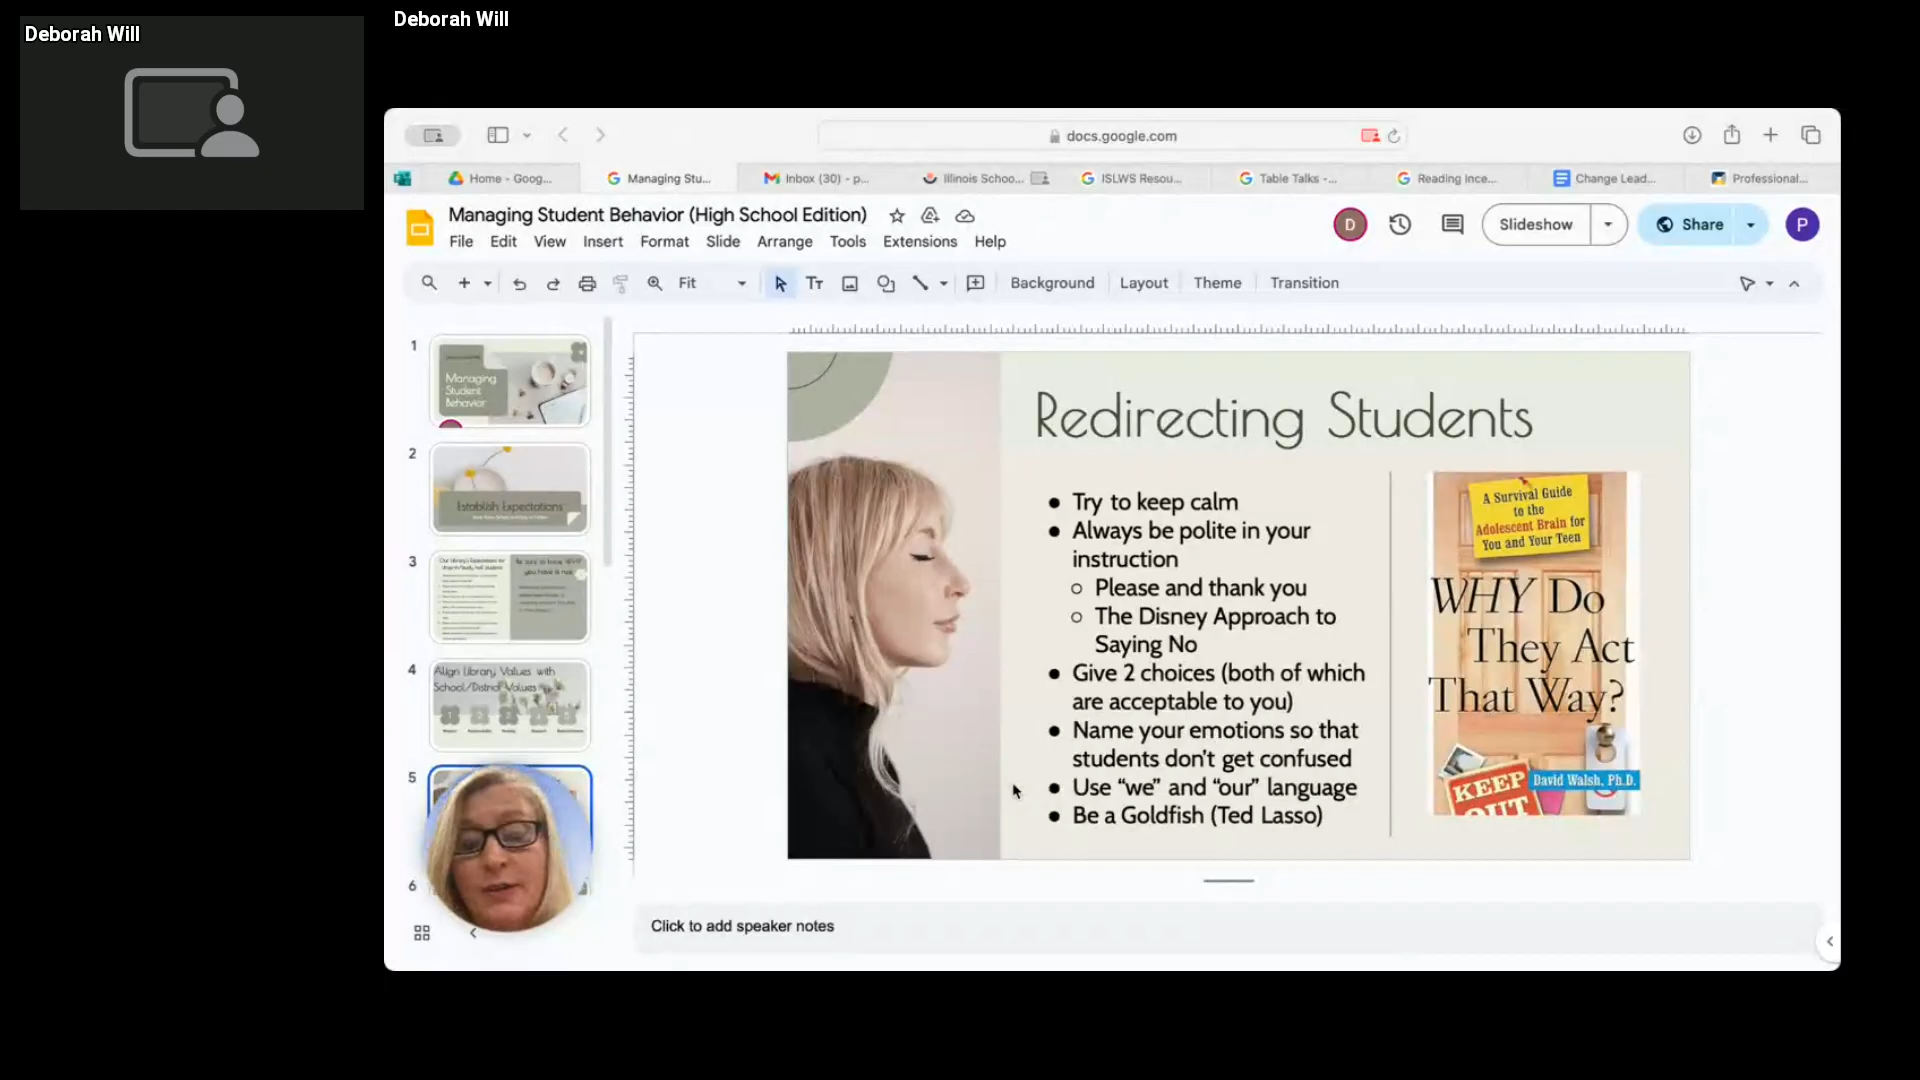 Deborah Will
Deborah Will
docs.google.com
Home - Goog...
Managing Stu...
Inbox (30) - p...
Illinois Schoo...
ISLWS Resou...
Table Talks -...
Reading Ince...
Change Lead...
Professional...
Managing Student Behavior (High School Edition)
File Edit View Insert Format Slide Arrange Tools Extensions Help
D
Slideshow
Share
P
Fit
Background
Layout
Theme
Transition
1
Managing
Student
Behavior
2
Establish Expectations
3
4
Align Library Values with
School/District Values
5
6
Redirecting Students
● Try to keep calm
● Always be polite in your
instruction
○ Please and thank you
○ The Disney Approach to
Saying No
● Give 2 choices (both of which
are acceptable to you)
● Name your emotions so that
students don't get confused
● Use “we” and “our” language
● Be a Goldfish (Ted Lasso)
A Survival Guide
to the
Adolescent Brain for
You and Your Teen
WHY Do
They Act
That Way?
David Walsh, Ph.D.
KEEP
OUT
Click to add speaker notes